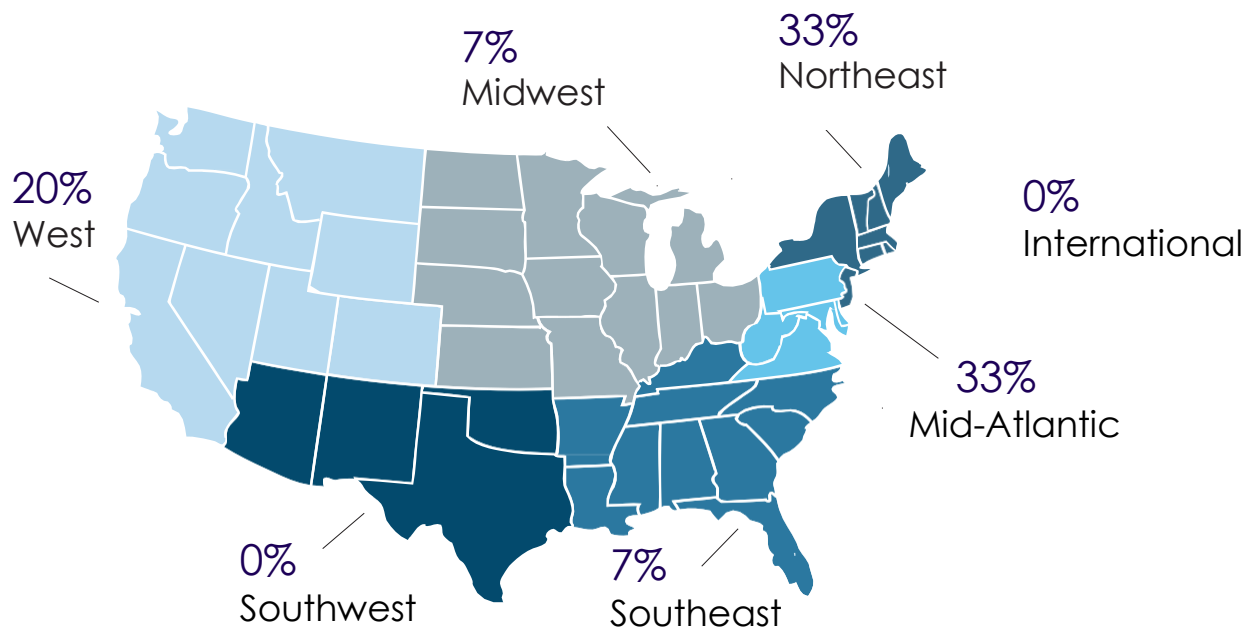 33%
Northeast
7%
Midwest
20%
West
0%
International
33%
Mid-Atlantic
0%
Southwest
7%
Southeast